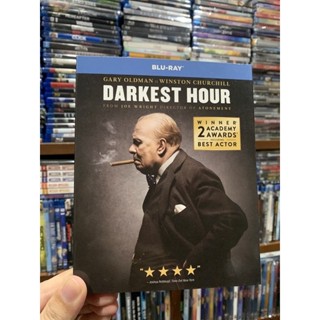 BLU-RAY
GARY OLDMAN IS WINSTON CHURCHILL
DARKEST HOUR
FROM JOE WRIGHT DIRECTOR OF ATONEMENT
WINNER
2 ACADEMY
AWARDS
BEST ACTOR